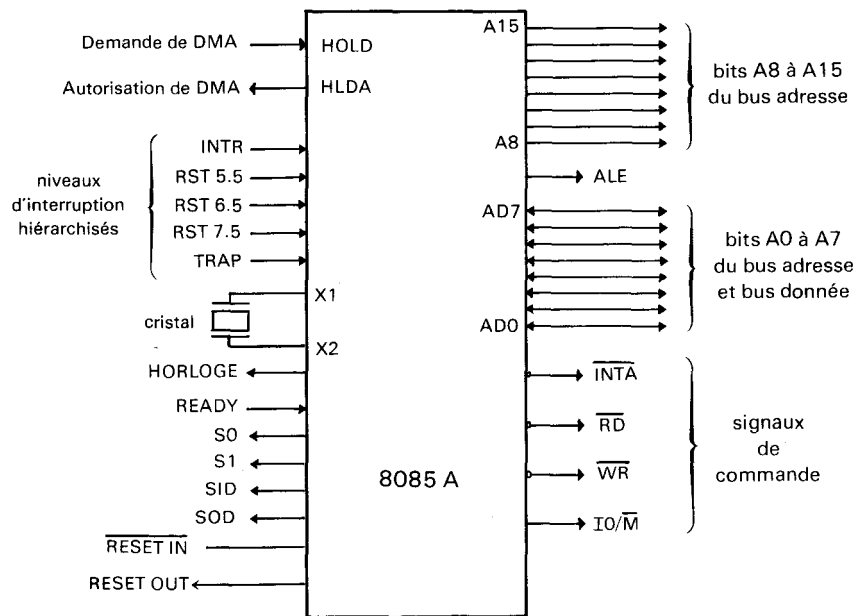 Demande de DMA
HOLD
Autorisation de DMA
HLDA
niveaux
d'interruption
hiérarchisés
INTR
RST 5.5
RST 6.5
RST 7.5
TRAP
cristal
X1
X2
HORLOGE
READY
S0
S1
SID
SOD
RESET IN
RESET OUT
8085 A
A15
A8
bits A8 à A15
du bus adresse
ALE
AD7
AD0
bits A0 à A7
du bus adresse
et bus donnée
INTA
RD
WR
IO/M
signaux
de
commande